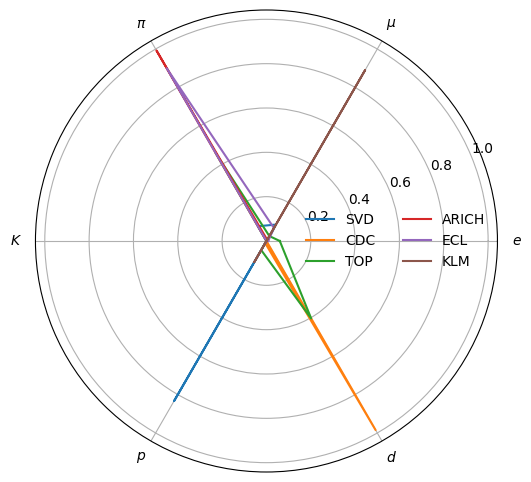 π μ
1.0
0.8
0.6
0.4
0.2
K e
SVD ARICH
CDC ECL
TOP KLM
p d